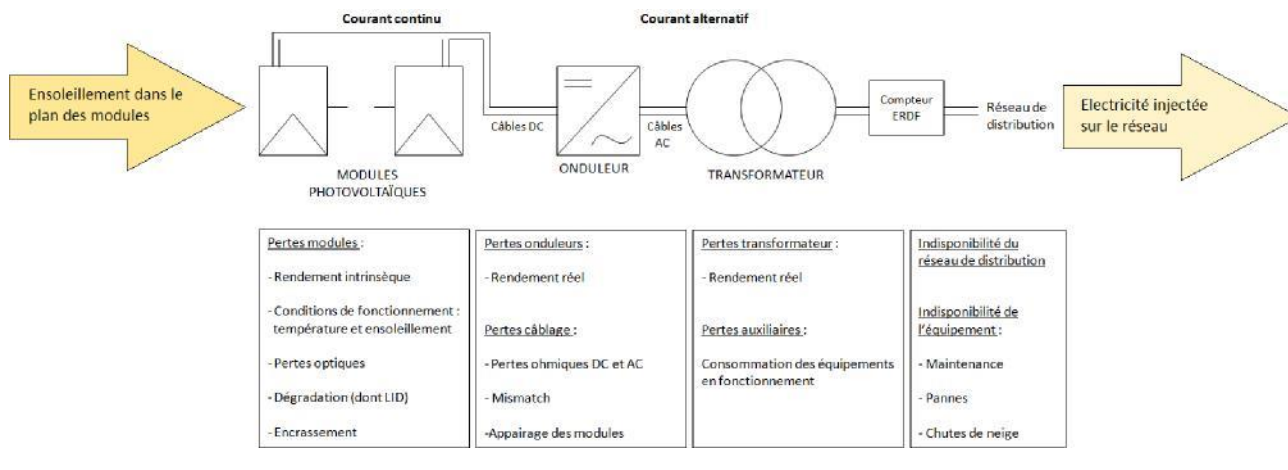 Courant continu
Courant alternatif
Ensoleillement dans le
plan des modules
Câbles DC
Câbles
AC
Compteur
ERDF
Réseau de
distribution
Electricité injectée
sur le réseau
MODULES
PHOTOVOLTAÏQUES
ONDULEUR
TRANSFORMATEUR
Pertes modules :
- Rendement intrinsèque
- Conditions de fonctionnement :
température et ensoleillement
- Pertes optiques
- Dégradation (dont LID)
- Encrassement
Pertes onduleurs :
- Rendement réel
Pertes câblage :
- Pertes ohmiques DC et AC
- Mismatch
- Appairage des modules
Pertes transformateur :
- Rendement réel
Pertes auxiliaires :
Consommation des équipements
en fonctionnement
Indisponibilité du
réseau de distribution
Indisponibilité de
l'équipement :
- Maintenance
- Pannes
- Chutes de neige